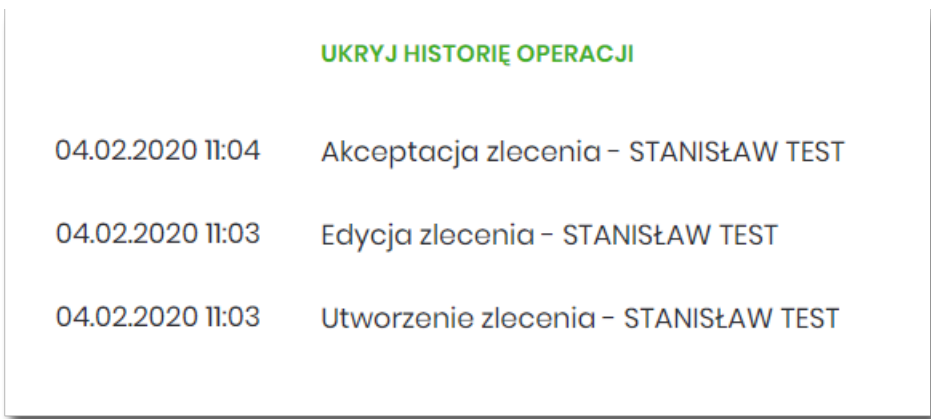 UKRYJ HISTORIĘ OPERACJI
04.02.2020 11:04 Akceptacja zlecenia - STANISŁAW TEST
04.02.2020 11:03 Edycja zlecenia - STANISŁAW TEST
04.02.2020 11:03 Utworzenie zlecenia - STANISŁAW TEST